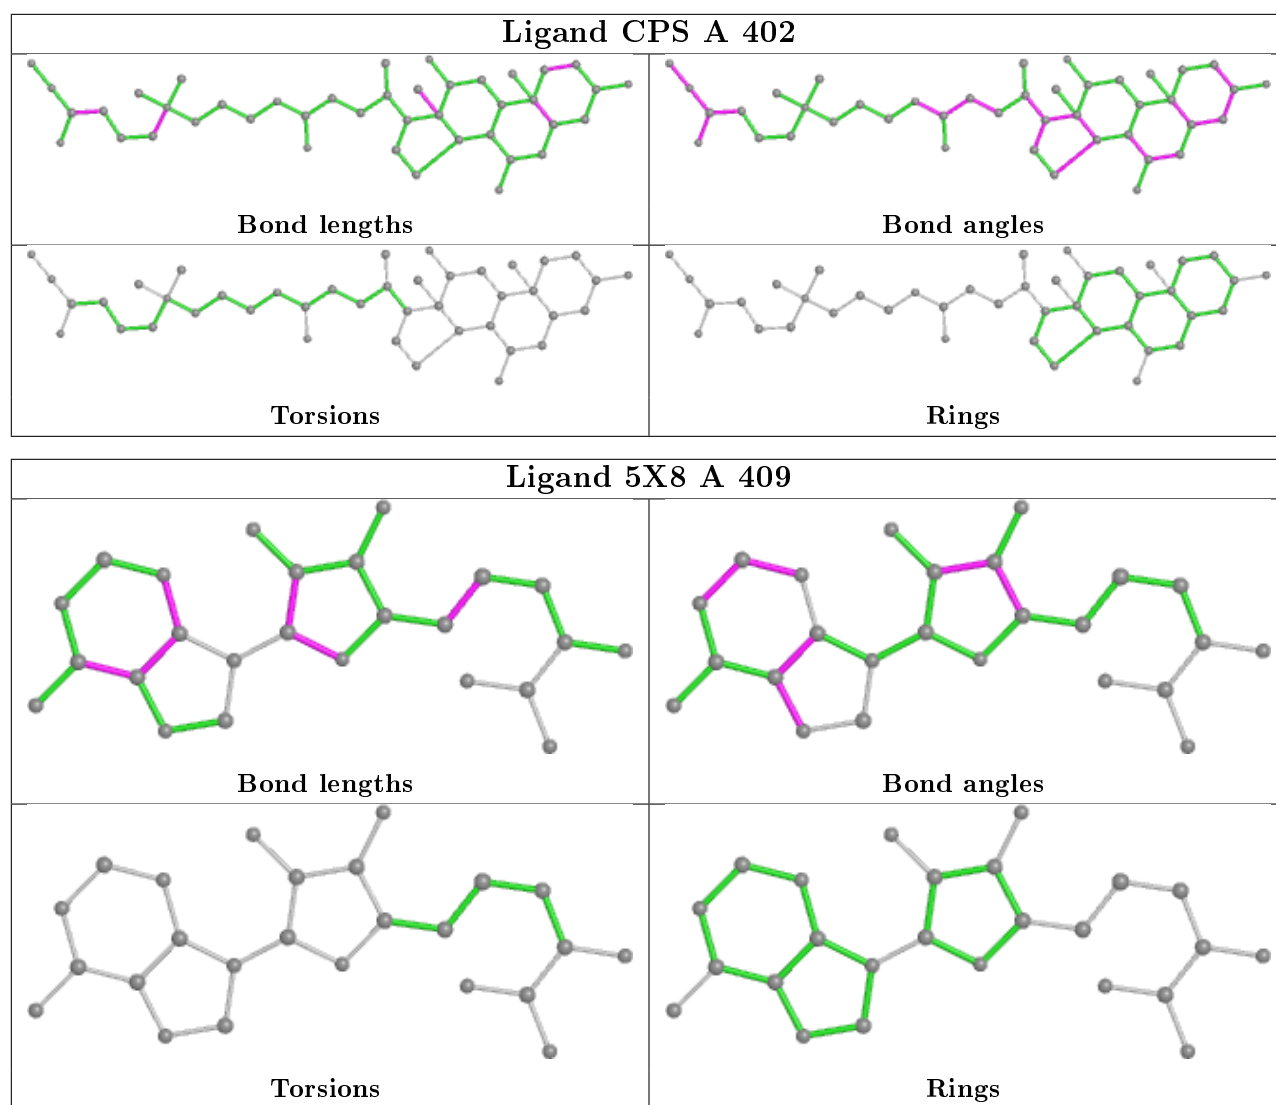 Ligand CPS A 402
Bond lengths
Bond angles
Torsions
Rings
Ligand 5X8 A 409
Bond lengths
Bond angles
Torsions
Rings